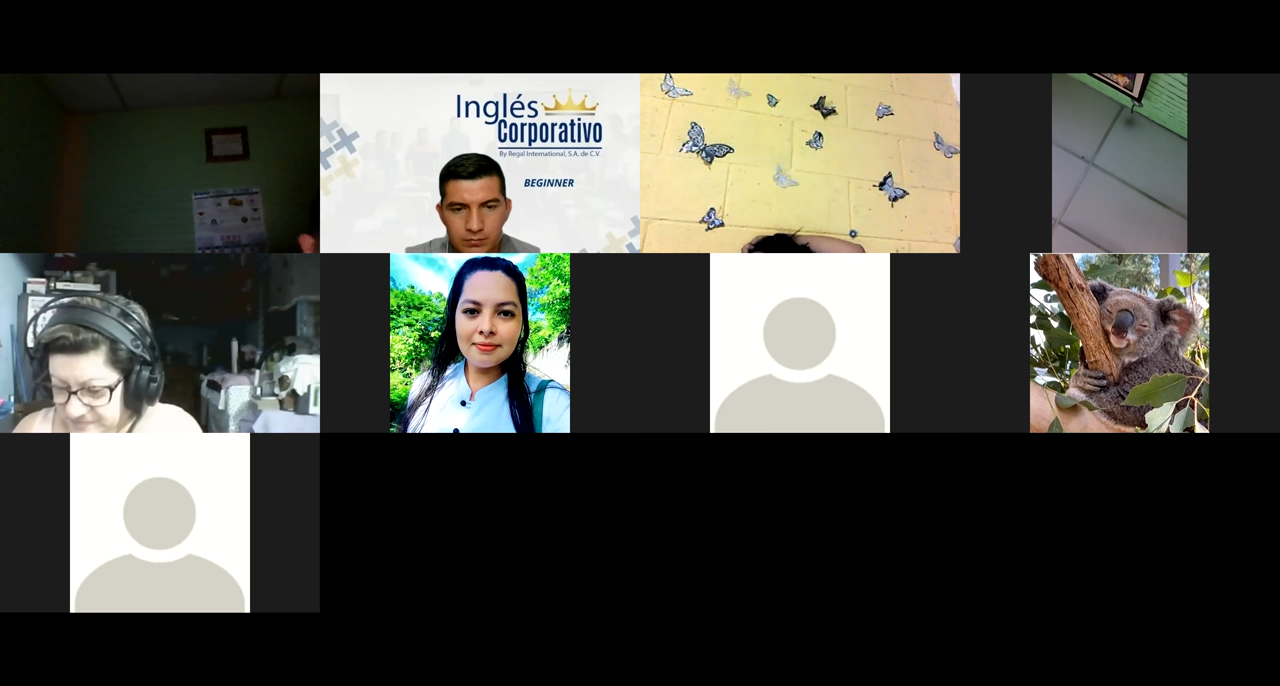 Inglés
Corporativo
By Regal International, S.A. de C.V.
BEGINNER